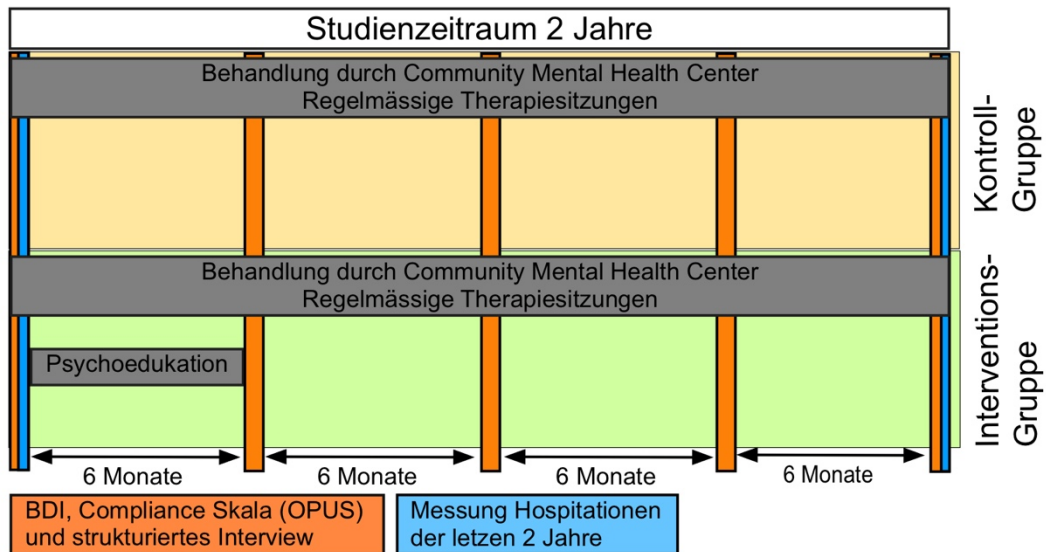 Studienzeitraum 2 Jahre
Behandlung durch Community Mental Health Center
Regelmässige Therapiesitzungen
Kontroll-
Gruppe
Behandlung durch Community Mental Health Center
Regelmässige Therapiesitzungen
Interventions-
Gruppe
Psychoedukation
6 Monate
6 Monate
6 Monate
6 Monate
BDI, Compliance Skala (OPUS)
und strukturiertes Interview
Messung Hospitationen
der letzen 2 Jahre